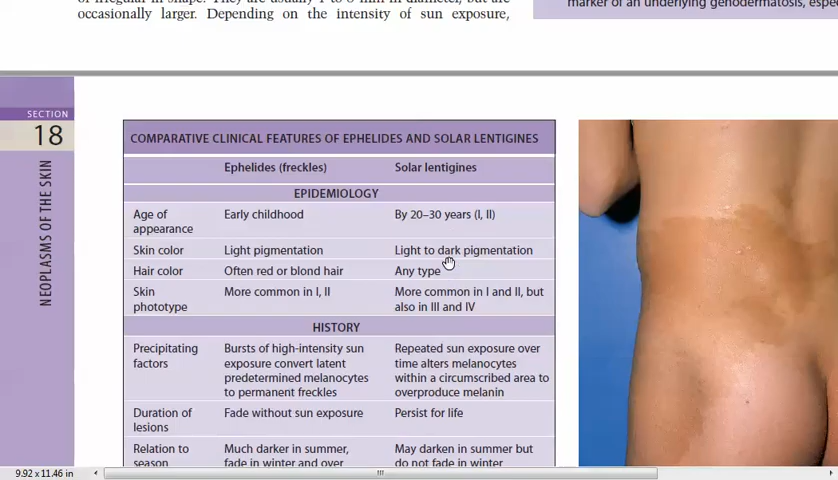 or irregular in shape. They are usually 1 to 8 mm in diameter, but are
occasionally larger. Depending on the intensity of sun exposure,
marker of an underlying genodermatosis, espe
SECTION
18
NEOPLASMS OF THE SKIN
COMPARATIVE CLINICAL FEATURES OF EPHELIDES AND SOLAR LENTIGINES
Ephelides (freckles) Solar lentigines
EPIDEMIOLOGY
Age of Early childhood By 20–30 years (I, II)
appearance
Skin color Light pigmentation Light to dark pigmentation
Hair color Often red or blond hair Any type
Skin More common in I, II More common in I and II, but
phototype also in III and IV
HISTORY
Precipitating Bursts of high-intensity sun Repeated sun exposure over
factors exposure convert latent time alters melanocytes
predetermined melanocytes within a circumscribed area to
to permanent freckles overproduce melanin
Duration of Fade without sun exposure Persist for life
lesions
Relation to Much darker in summer, May darken in summer but
season fade in winter and over do not fade in winter
9.92 x 11.46 in